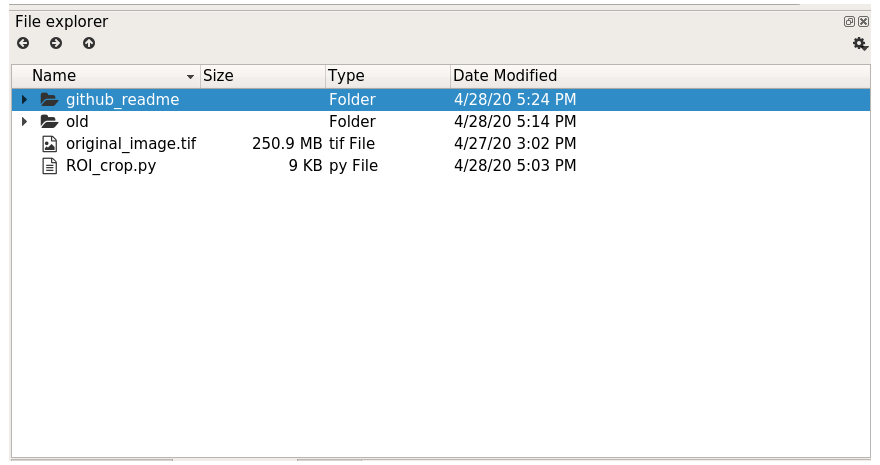 File explorer
Name Size Type Date Modified
github_readme Folder 4/28/20 5:24 PM
old Folder 4/28/20 5:14 PM
original_image.tif 250.9 MB tif File 4/27/20 3:02 PM
ROI_crop.py 9 KB py File 4/28/20 5:03 PM